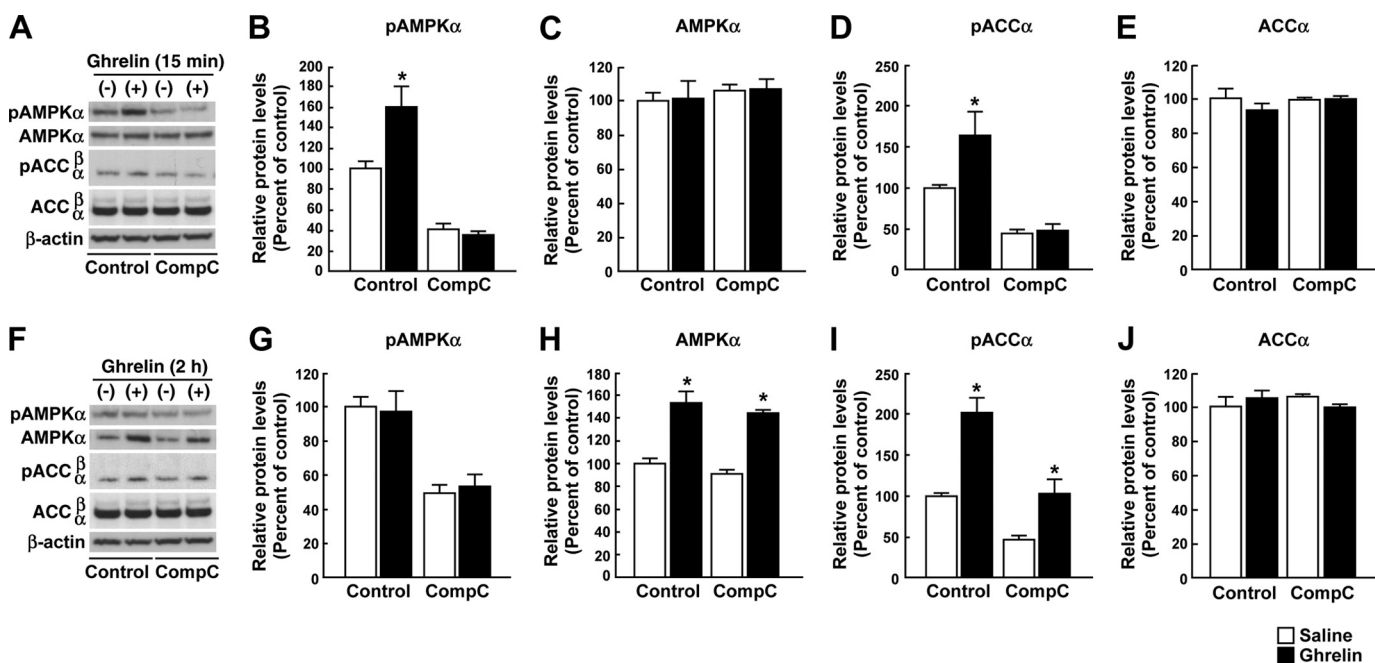 A
Ghrelin (15 min)
(-) (+) (-) (+)
pAMPKα
AMPKα
pACC β
α
ACC β
α
β-actin
Control CompC
B
pAMPKα
Relative protein levels
(Percent of control)
200
180
160
140
120
100
80
60
40
20
0
*
Control CompC
C
AMPKα
Relative protein levels
(Percent of control)
120
100
80
60
40
20
0
Control CompC
D
pACCα
Relative protein levels
(Percent of control)
250
200
150
100
50
0
*
Control CompC
E
ACCα
Relative protein levels
(Percent of control)
120
100
80
60
40
20
0
Control CompC
F
Ghrelin (2 h)
(-) (+) (-) (+)
pAMPKα
AMPKα
pACC β
α
ACC β
α
β-actin
Control CompC
G
pAMPKα
Relative protein levels
(Percent of control)
120
100
80
60
40
20
0
Control CompC
H
AMPKα
Relative protein levels
(Percent of control)
180
160
140
120
100
80
60
40
20
0
* *
Control CompC
I
pACCα
Relative protein levels
(Percent of control)
250
200
150
100
50
0
*
*
Control CompC
J
ACCα
Relative protein levels
(Percent of control)
120
100
80
60
40
20
0
Control CompC
Saline
Ghrelin